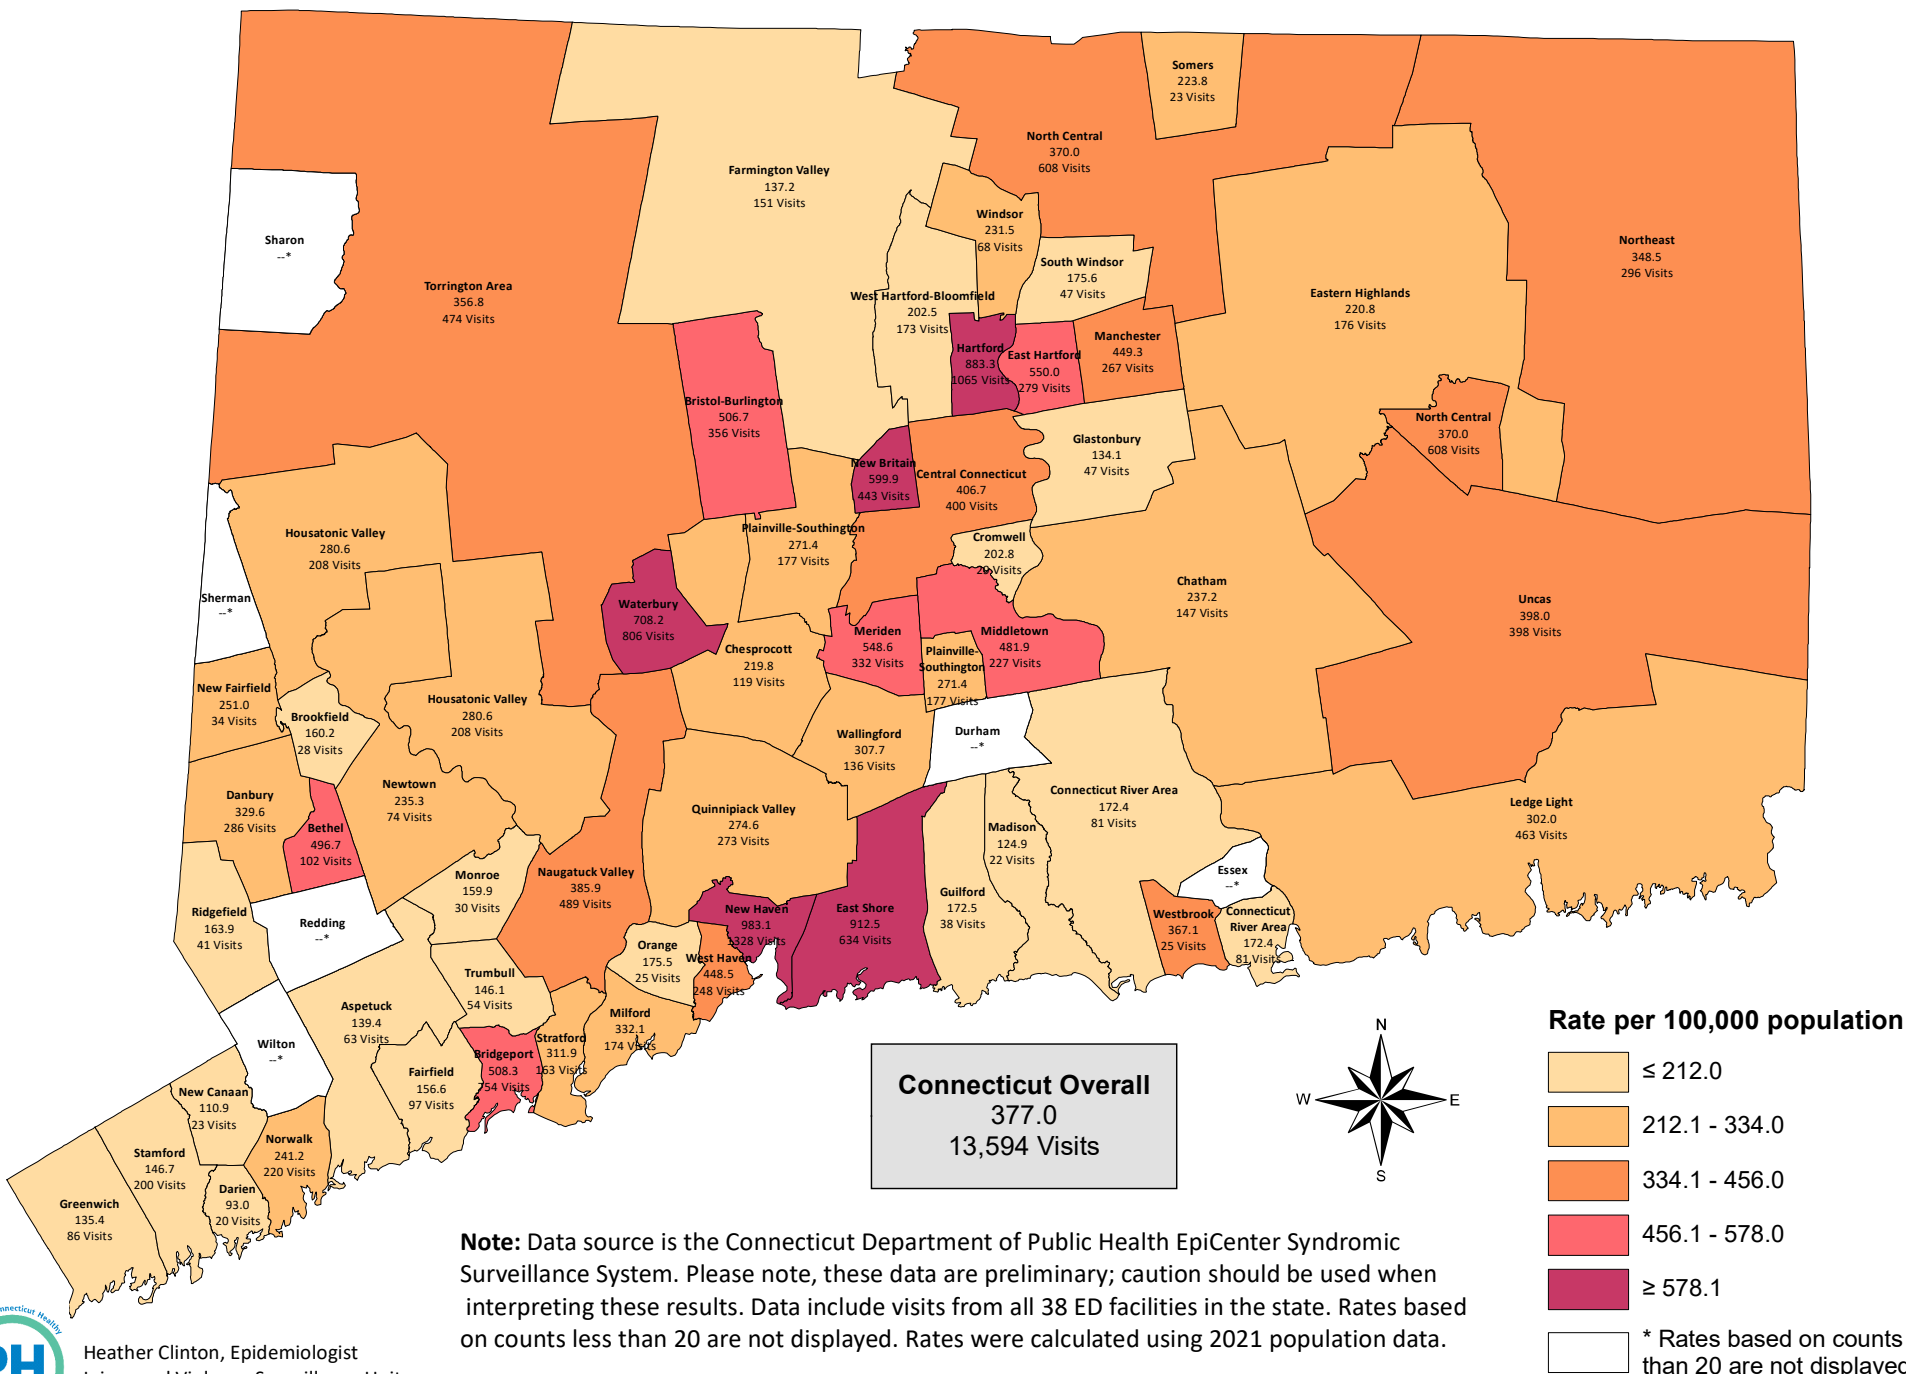 Somers
223.8
23 Visits
North Central
370.0
608 Visits
Farmington Valley
137.2
151 Visits
Windsor
231.5
68 Visits
Sharon
--*
Northeast
348.5
296 Visits
South Windsor
175.6
47 Visits
Torrington Area
356.8
474 Visits
West Hartford-Bloomfield
202.5
173 Visits
Eastern Highlands
220.8
176 Visits
Hartford
883.3
1065 Visits
East Hartford
550.0
279 Visits
Manchester
449.3
267 Visits
Bristol-Burlington
506.7
356 Visits
North Central
370.0
608 Visits
Glastonbury
134.1
47 Visits
New Britain
599.9
443 Visits
Central Connecticut
406.7
400 Visits
Housatonic Valley
280.6
208 Visits
Plainville-Southington
271.4
177 Visits
Cromwell
202.8
29 Visits
Chatham
237.2
147 Visits
Sherman
--*
Waterbury
708.2
806 Visits
Uncas
398.0
398 Visits
Meriden
548.6
332 Visits
Middletown
481.9
227 Visits
Chesprocott
219.8
119 Visits
Plainville-
Southington
271.4
177 Visits
New Fairfield
251.0
34 Visits
Housatonic Valley
280.6
208 Visits
Brookfield
160.2
28 Visits
Wallingford
307.7
136 Visits
Durham
--*
Newtown
235.3
74 Visits
Connecticut River Area
172.4
81 Visits
Danbury
329.6
286 Visits
Quinnipiack Valley
274.6
273 Visits
Ledge Light
302.0
463 Visits
Bethel
496.7
102 Visits
Madison
124.9
22 Visits
Monroe
159.9
30 Visits
Naugatuck Valley
385.9
489 Visits
Essex
--*
Guilford
172.5
38 Visits
Ridgefield
163.9
41 Visits
Redding
--*
New Haven
983.1
1328 Visits
East Shore
912.5
634 Visits
Westbrook
367.1
25 Visits
Connecticut
River Area
172.4
81 Visits
Orange
175.5
25 Visits
West Haven
448.5
248 Visits
Trumbull
146.1
54 Visits
Aspetuck
139.4
63 Visits
Milford
332.1
174 Visits
Wilton
--*
Stratford
311.9
163 Visits
Bridgeport
508.3
754 Visits
Fairfield
156.6
97 Visits
New Canaan
110.9
23 Visits
Norwalk
241.2
220 Visits
Stamford
146.7
200 Visits
Darien
93.0
20 Visits
Greenwich
135.4
86 Visits
Connecticut Overall
377.0
13,594 Visits
N
W
E
S
Rate per 100,000 population
≤ 212.0
212.1 - 334.0
334.1 - 456.0
456.1 - 578.0
≥ 578.1
* Rates based on counts
than 20 are not displayed
Note: Data source is the Connecticut Department of Public Health EpiCenter Syndromic
Surveillance System. Please note, these data are preliminary; caution should be used when
interpreting these results. Data include visits from all 38 ED facilities in the state. Rates based
on counts less than 20 are not displayed. Rates were calculated using 2021 population data.
Healthy
PH
Heather Clinton, Epidemiologist